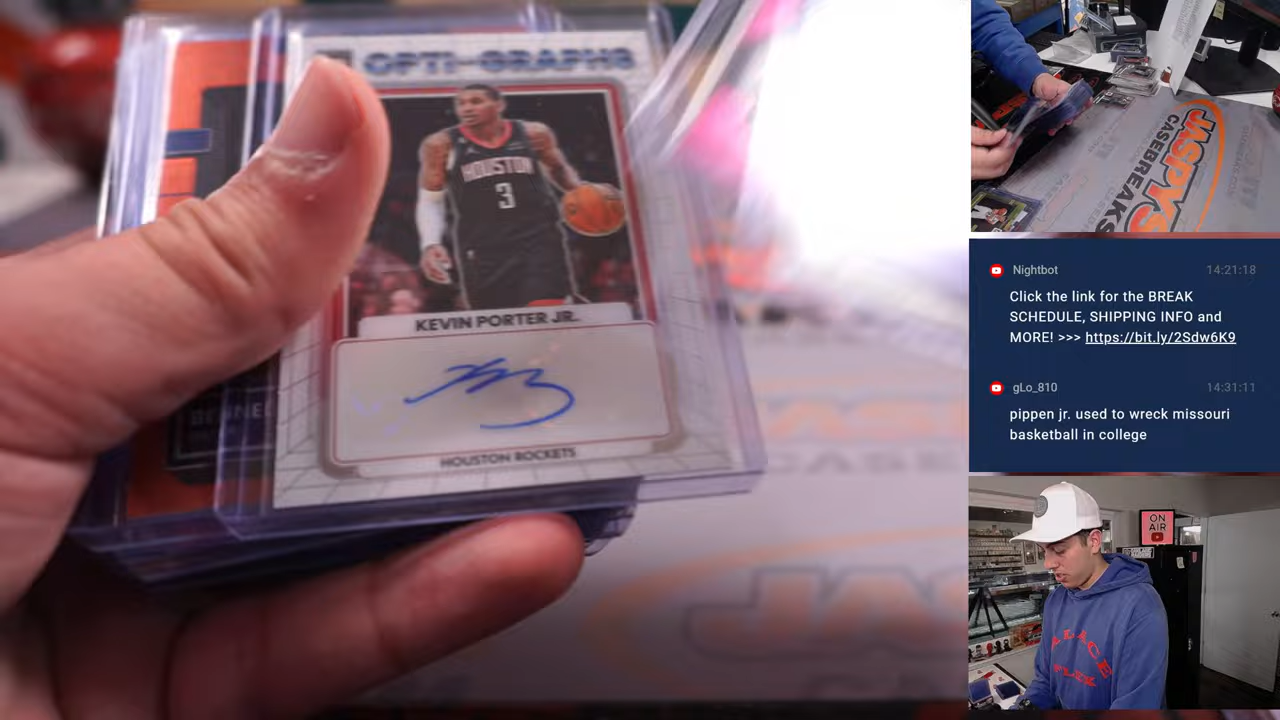 OPTI-GRAPHS
HOUSTON
3
KEVIN PORTER JR.
HOUSTON ROCKETS
JASPY'S
CASEBREAKS
Nightbot 14:21:18
Click the link for the BREAK
SCHEDULE, SHIPPING INFO and
MORE! >>> https://bit.ly/2Sdw6K9
gLo_810 14:31:11
pippen jr. used to wreck missouri
basketball in college
ON
AIR